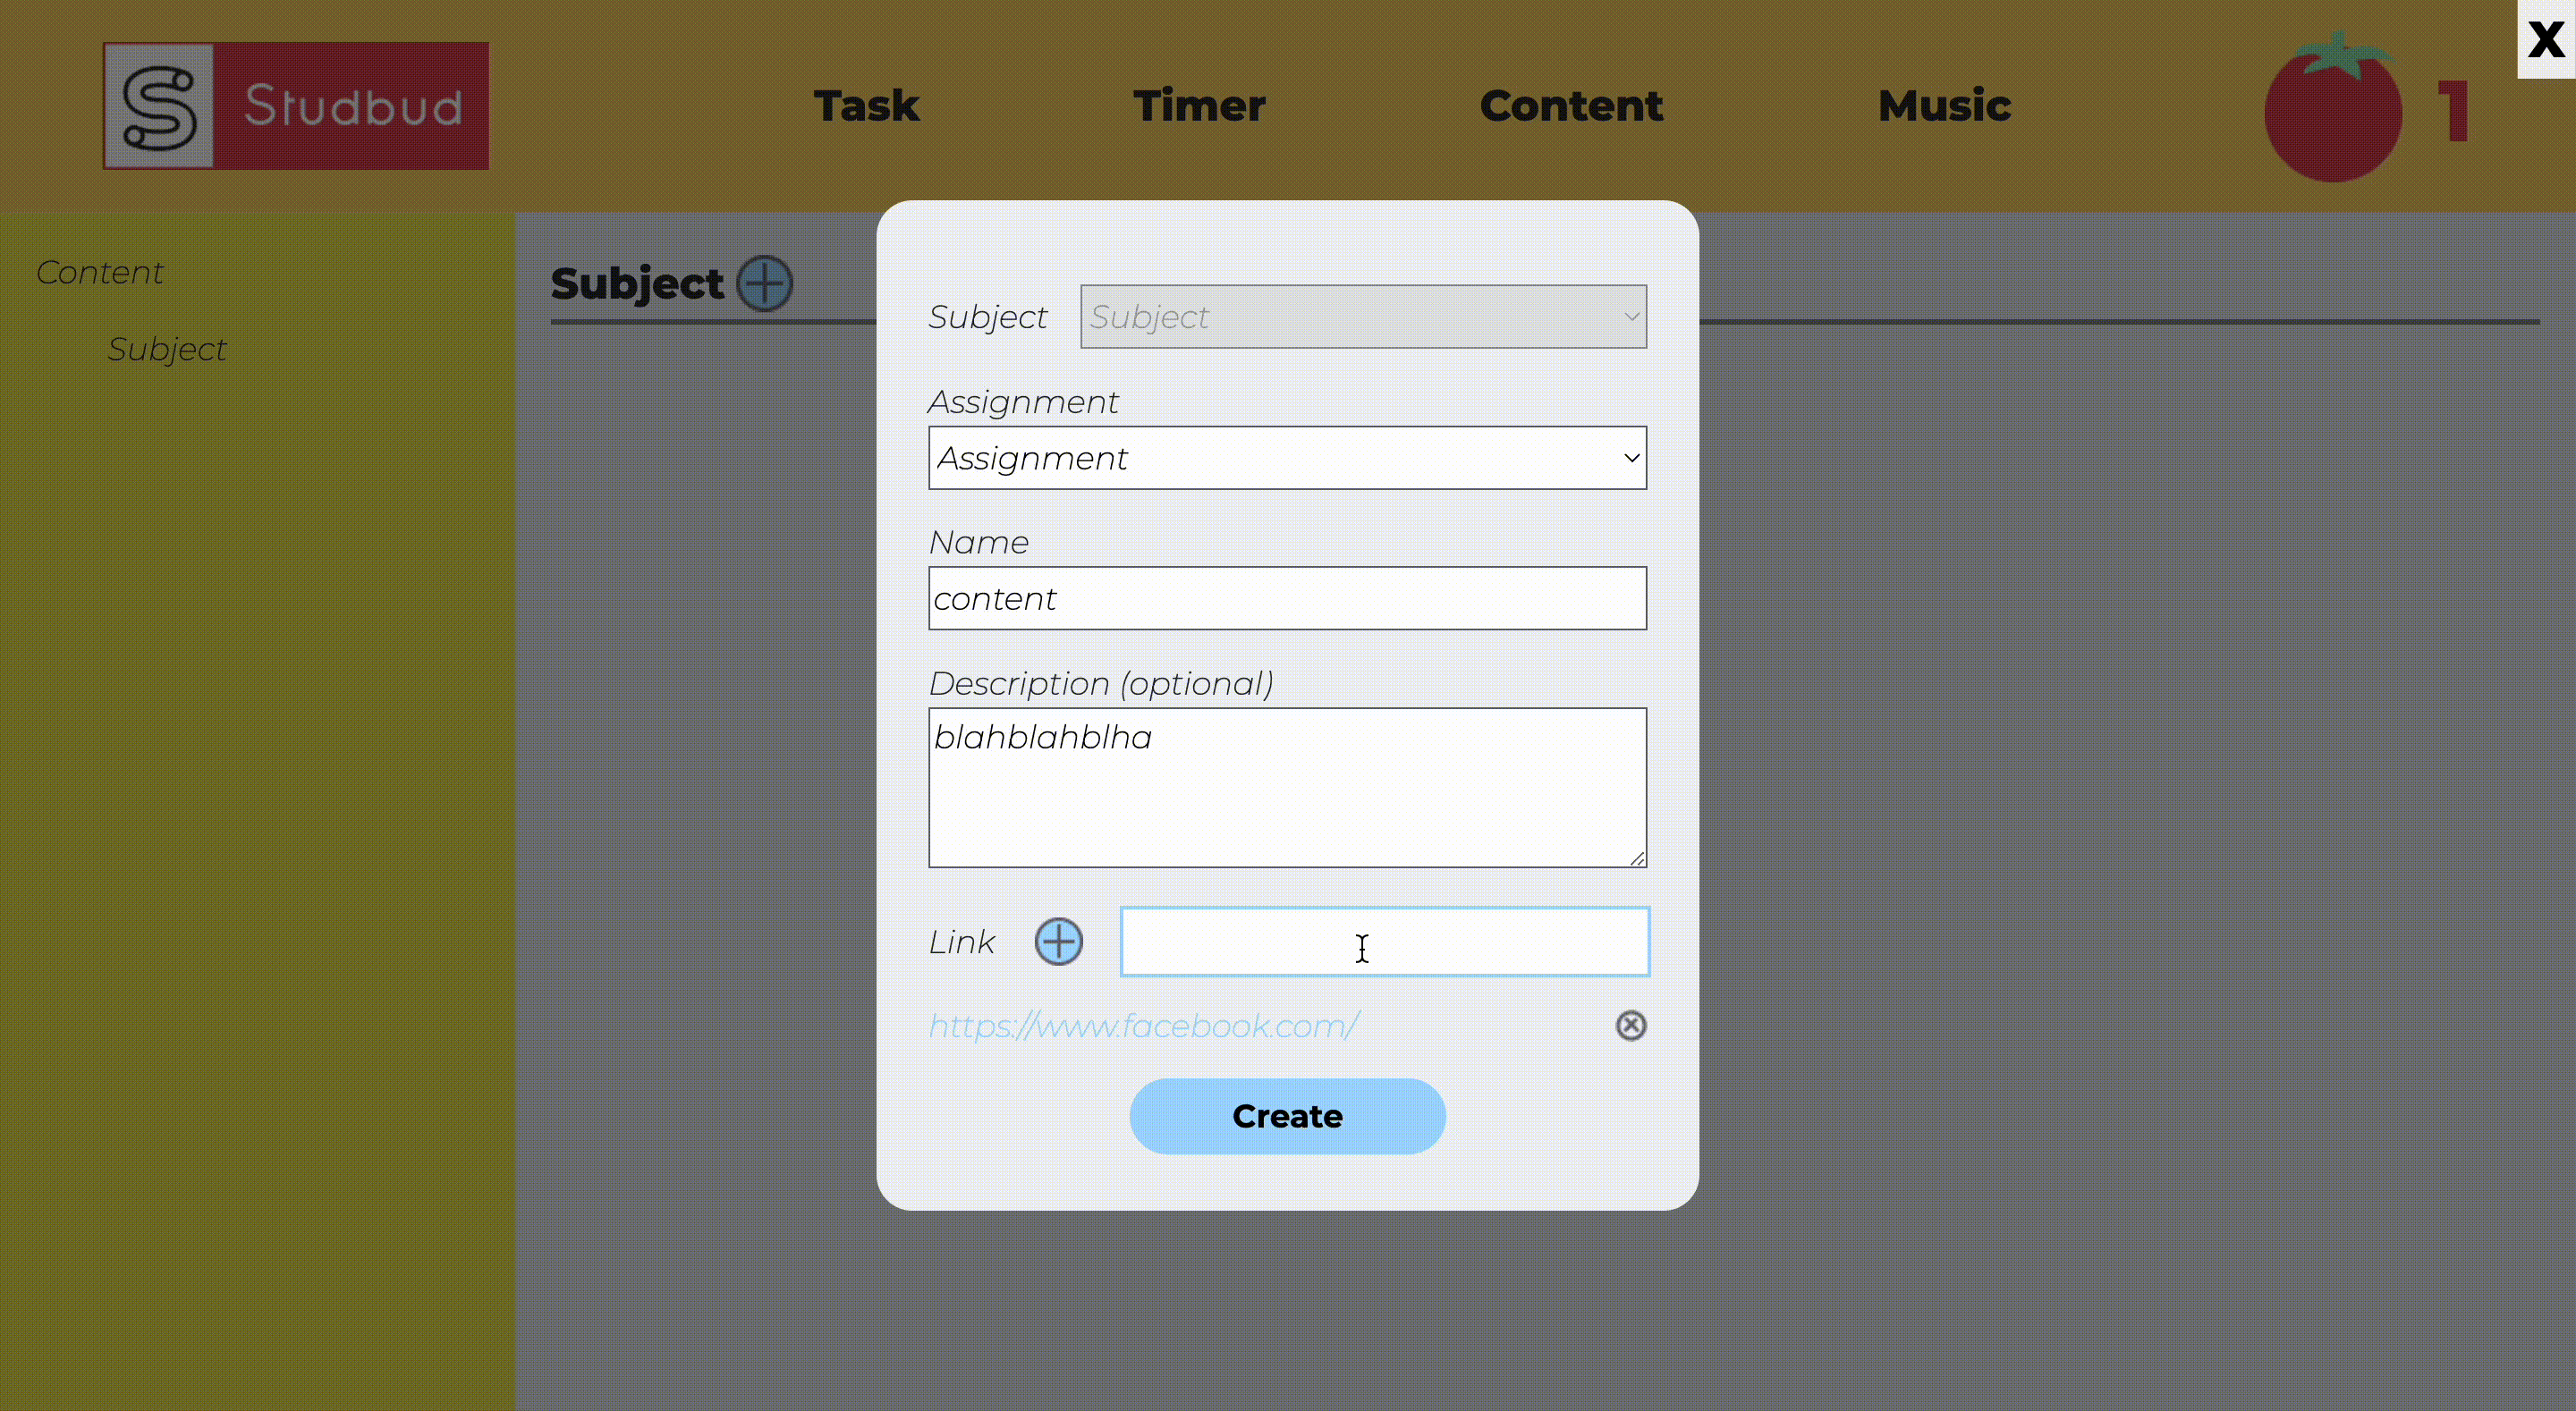 Studbud
Task
Timer
Content
Music
1
X
Content
Subject
Subject
Subject
Subject
Assignment
Assignment
Name
content
Description (optional)
blahblahblha
Link
https://www.facebook.com/
Create